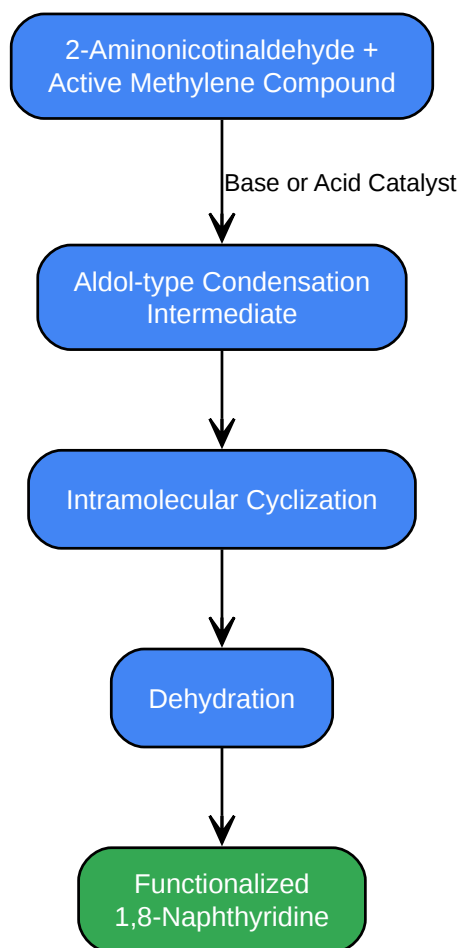 2-Aminonicotinaldehyde +
Active Methylene Compound
Base or Acid Catalyst
Aldol-type Condensation
Intermediate
Intramolecular Cyclization
Dehydration
Functionalized
1,8-Naphthyridine